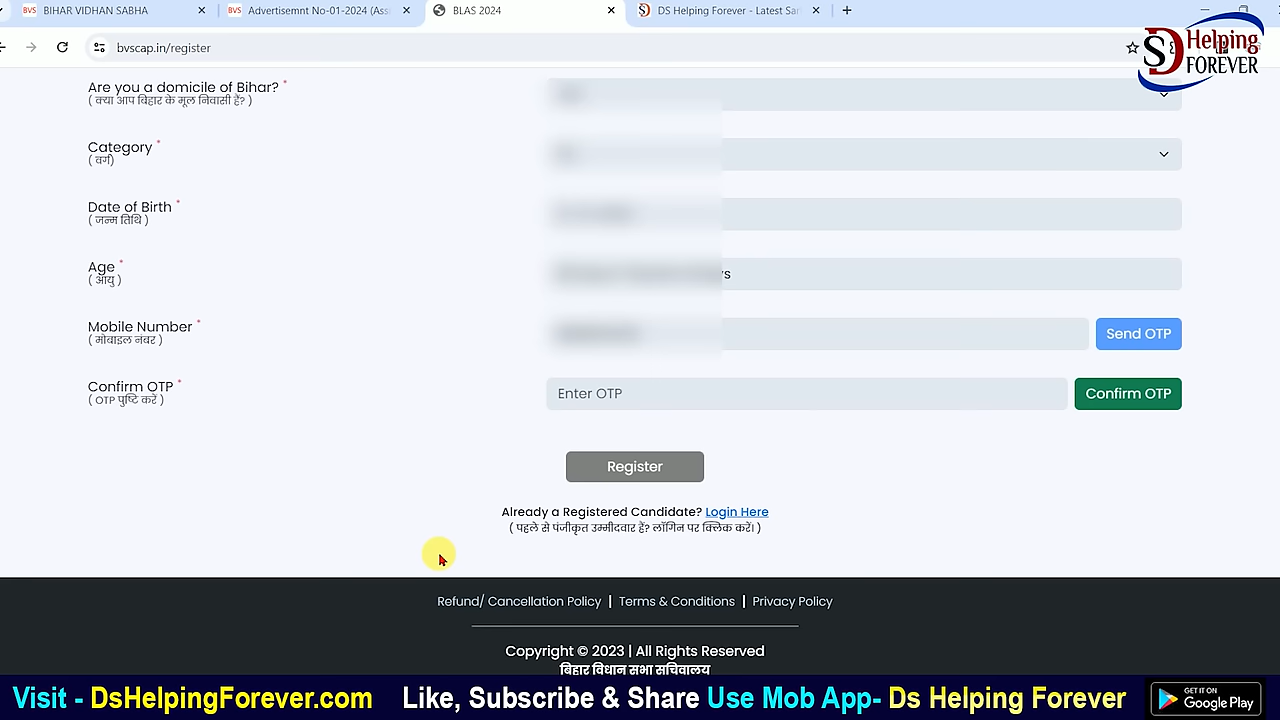 BVS BIHAR VIDHAN SABHA
BVS Advertisemnt No-01-2024 (Ass
BLAS 2024
DS Helping Forever - Latest Sar
bvscap.in/register
SD Helping
FOREVER
Are you a domicile of Bihar? *
( क्या आप बिहार के मूल निवासी हैं? )
Category *
( वर्ग)
Date of Birth *
( जन्म तिथि )
Age *
( आयु )
Mobile Number *
( मोबाइल नंबर )
Send OTP
Confirm OTP *
( OTP पुष्टि करें )
Enter OTP
Confirm OTP
Register
Already a Registered Candidate? Login Here
( पहले से पंजीकृत उम्मीदवार हैं? लॉगिन पर क्लिक करें। )
Refund/ Cancellation Policy | Terms & Conditions | Privacy Policy
Copyright © 2023 | All Rights Reserved
बिहार विधान सभा सचिवालय
Visit - DsHelpingForever.com Like, Subscribe & Share Use Mob App- Ds Helping Forever
GET IT ON
Google Play